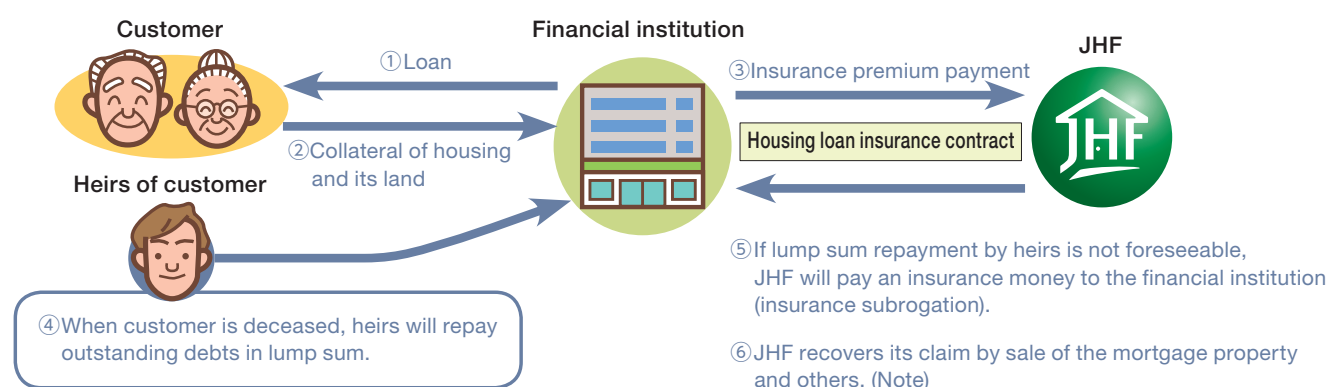 Customer
Financial institution
JHF
①Loan
③Insurance premium payment
JHF
Housing loan insurance contract
②Collateral of housing
and its land
Heirs of customer
④When customer is deceased, heirs will repay
outstanding debts in lump sum.
⑤If lump sum repayment by heirs is not foreseeable,
JHF will pay an insurance money to the financial institution
(insurance subrogation).
⑥JHF recovers its claim by sale of the mortgage property
and others. (Note)